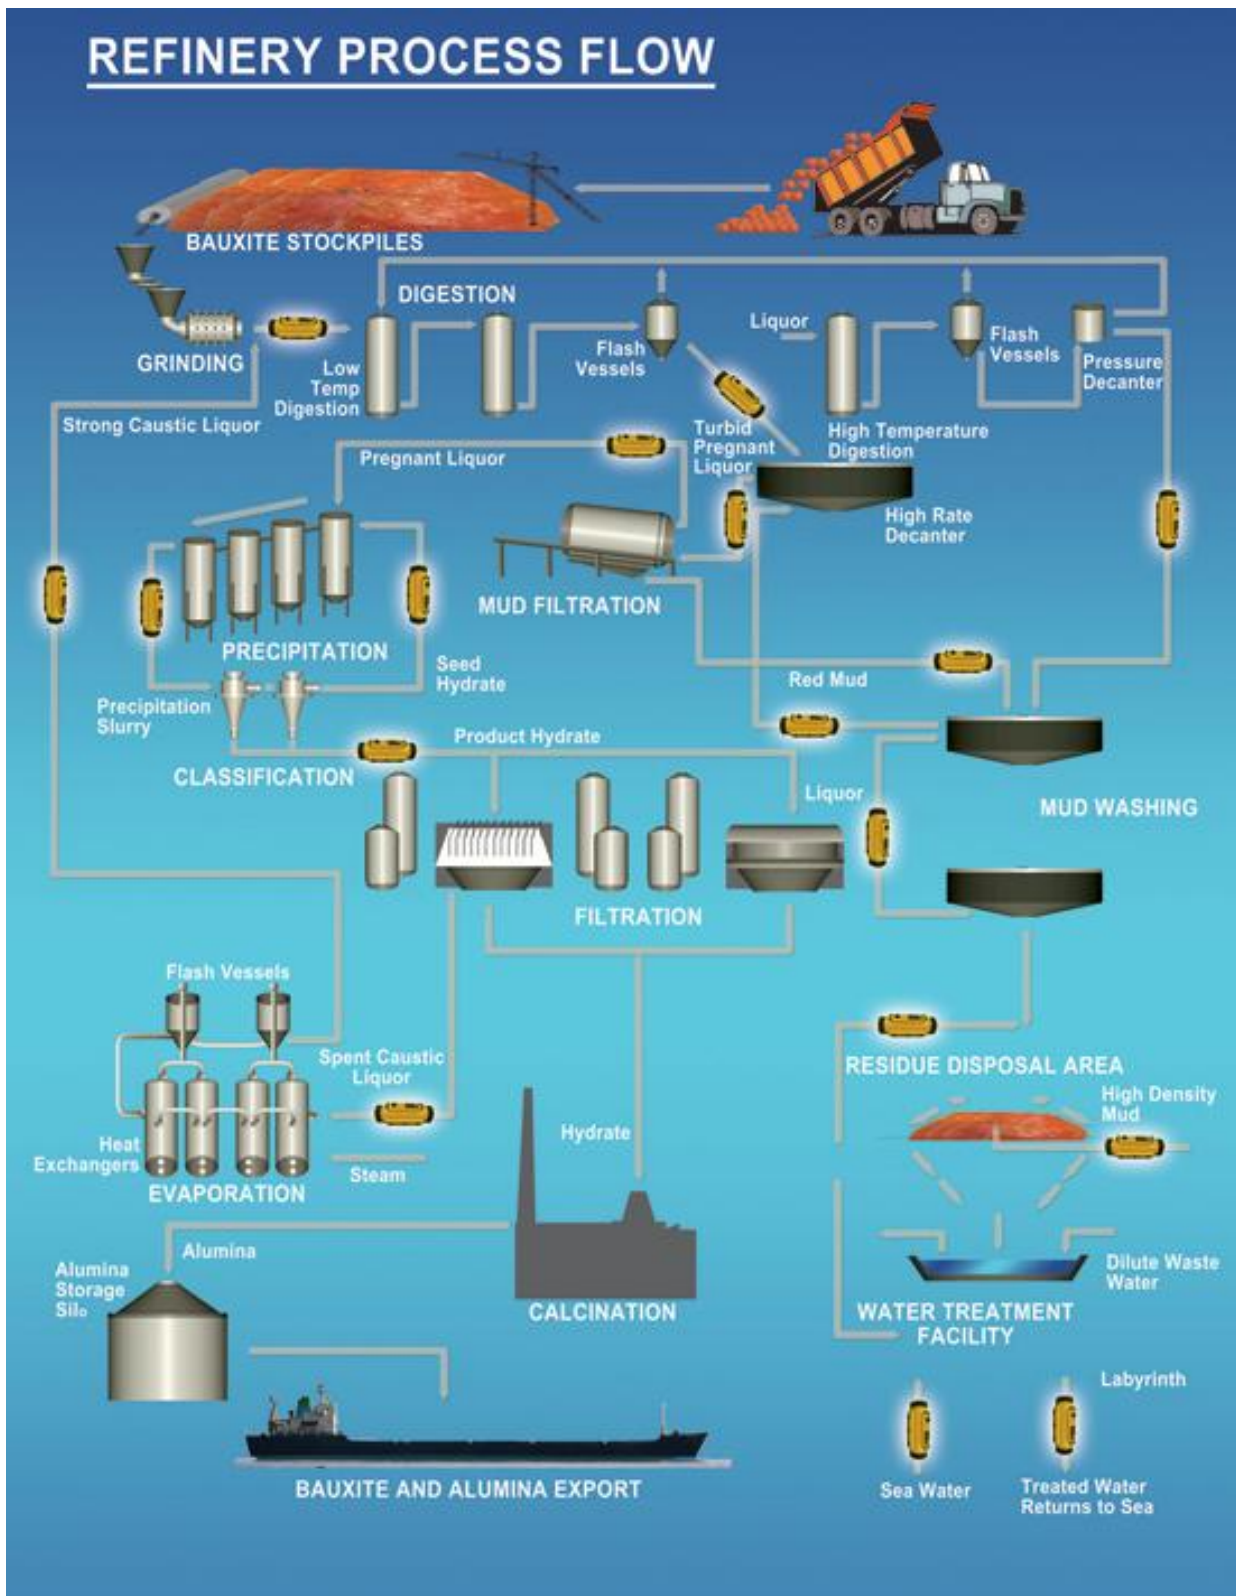 REFINERY PROCESS FLOW
BAUXITE STOCKPILES
DIGESTION
GRINDING
Low
Temp
Digestion
Flash
Vessels
Liquor
Flash
Vessels
Pressure
Decanter
Strong Caustic Liquor
Pregnant Liquor
Turbid
Pregnant
Liquor
High Temperature
Digestion
High Rate
Decanter
MUD FILTRATION
PRECIPITATION
Seed
Hydrate
Red Mud
Precipitation
Slurry
Product Hydrate
CLASSIFICATION
Liquor
MUD WASHING
FILTRATION
Flash Vessels
Spent Caustic
Liquor
RESIDUE DISPOSAL AREA
High Density
Mud
Hydrate
Heat
Exchangers
Steam
EVAPORATION
Alumina
Alumina
Storage
Silo
Dilute Waste
Water
CALCINATION
WATER TREATMENT
FACILITY
Labyrinth
BAUXITE AND ALUMINA EXPORT
Sea Water
Treated Water
Returns to Sea